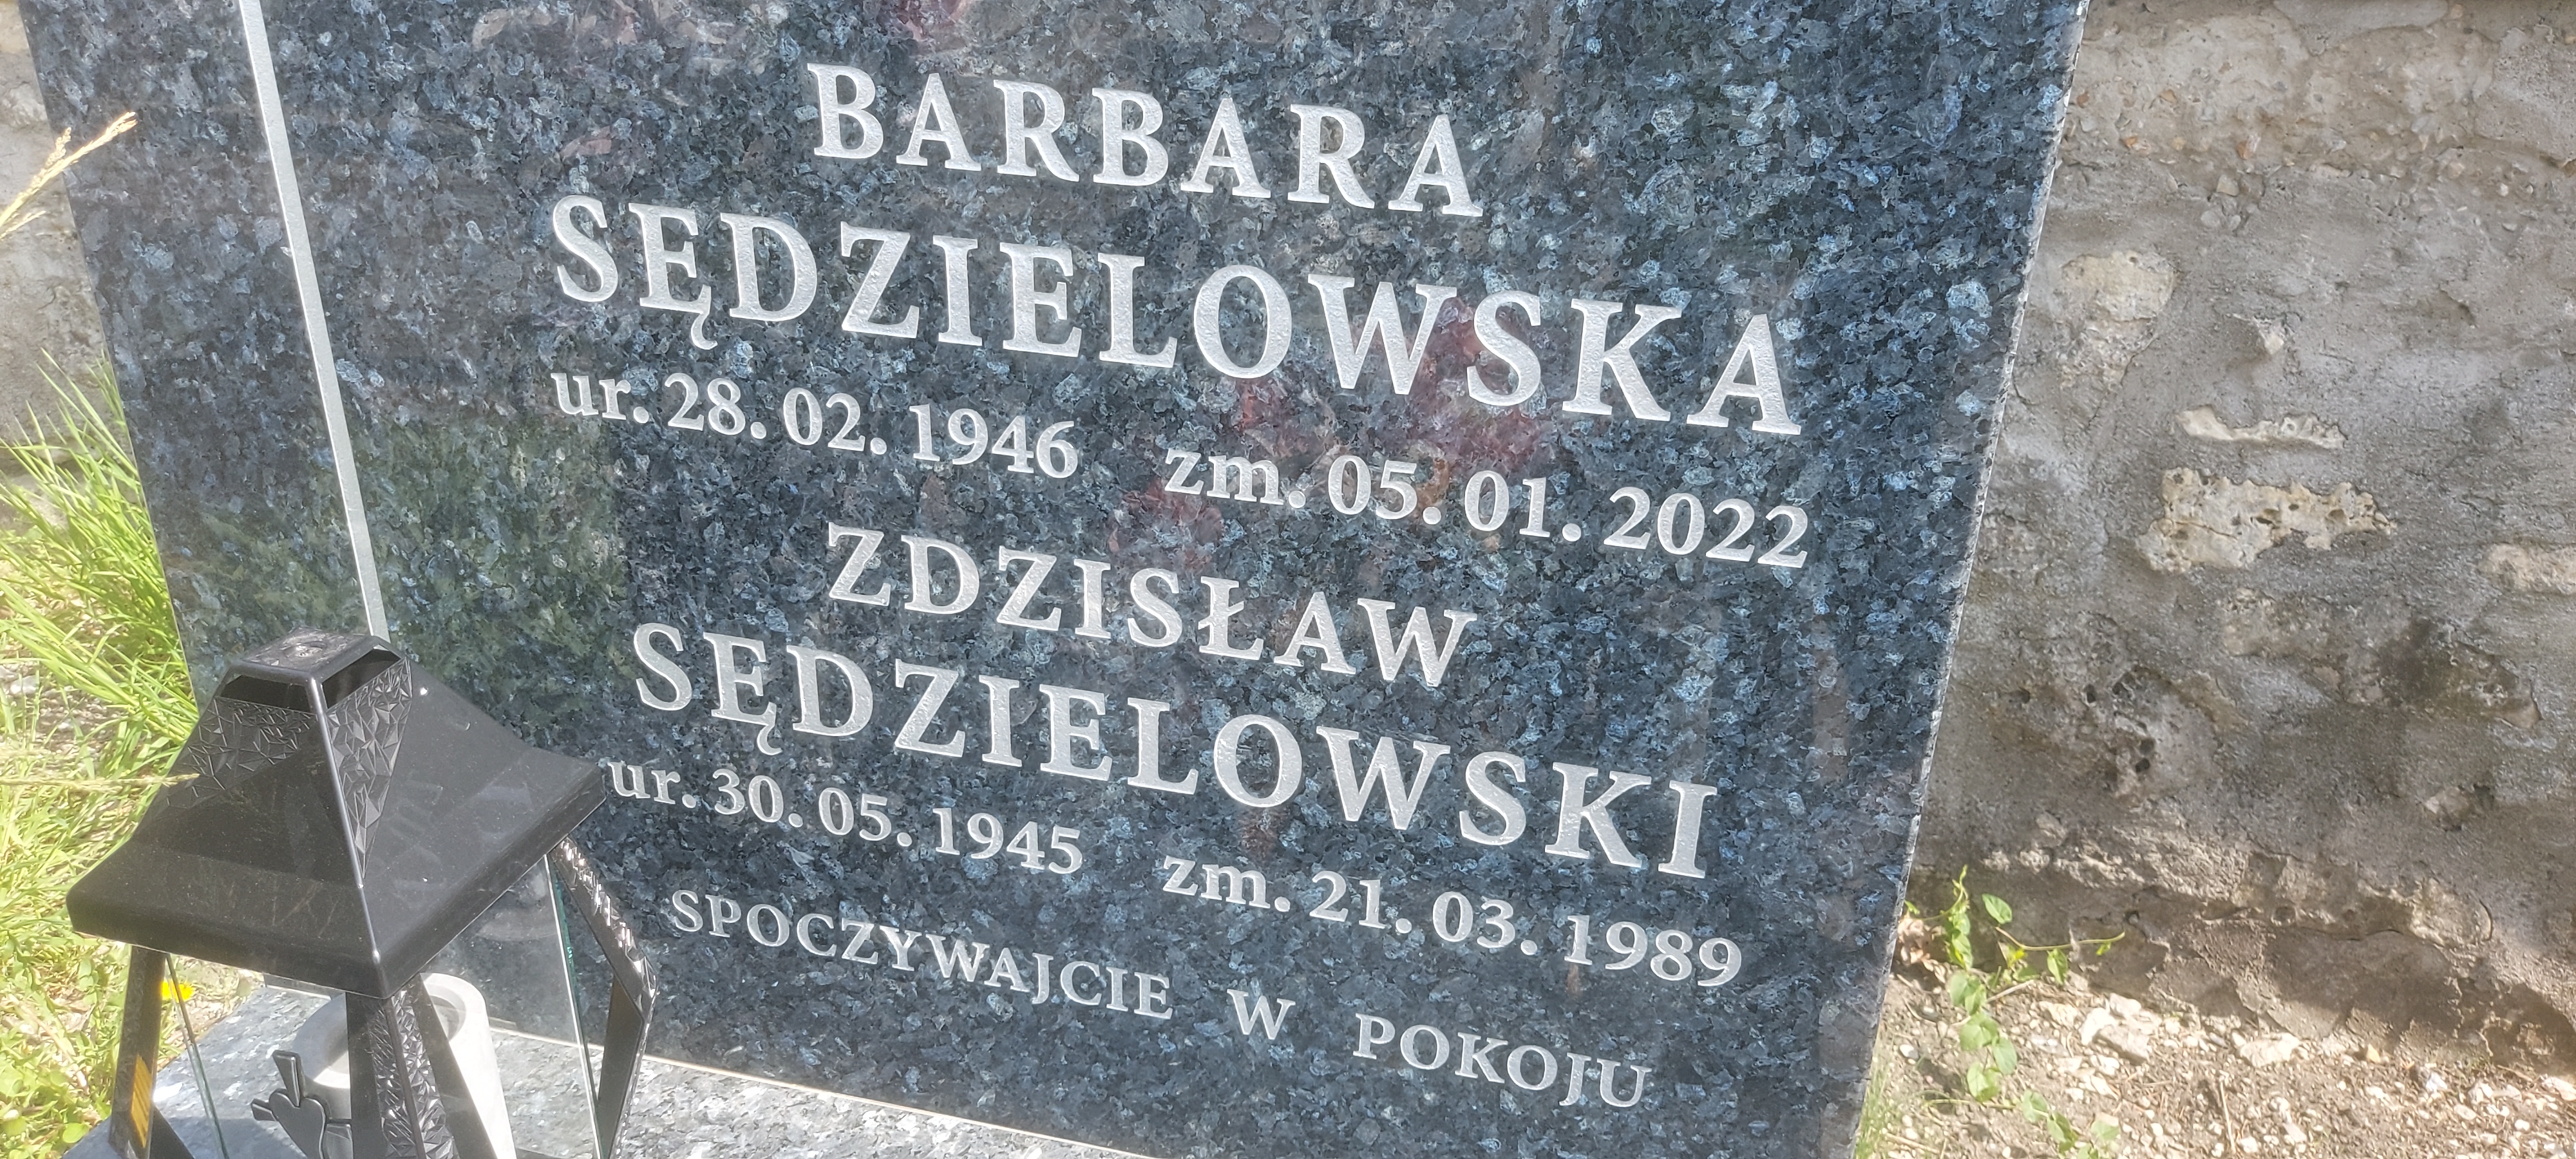 BARBARA
SĘDZIELOWSKA
ur. 28. 02. 1946 zm. 05. 01. 2022
ZDZISŁAW
SĘDZIELOWSKI
ur. 30. 05. 1945 zm. 21. 03. 1989
SPOCZYWAJCIE W POKOJU